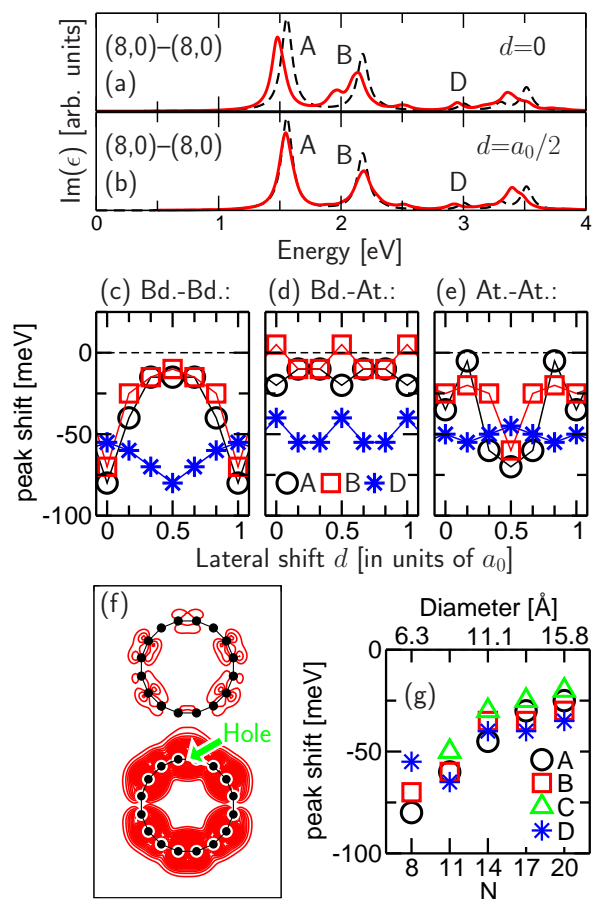 Im(ϵ) [arb. units]
(8,0)–(8,0) A B D d=0
(a)
(8,0)–(8,0) A B D d=a₀/2
(b)
0 1 2 3 4
Energy [eV]
(c) Bd.-Bd.: (d) Bd.-At.: (e) At.-At.:
peak shift [meV]
0
-50
-100
A B D
0 0.5 1 0 0.5 1 0 0.5 1
Lateral shift d [in units of a₀]
(f)
Hole
Diameter [Å]
6.3 11.1 15.8
peak shift [meV]
0
-50
-100
(g)
A
B
C
D
8 11 14 17 20
N